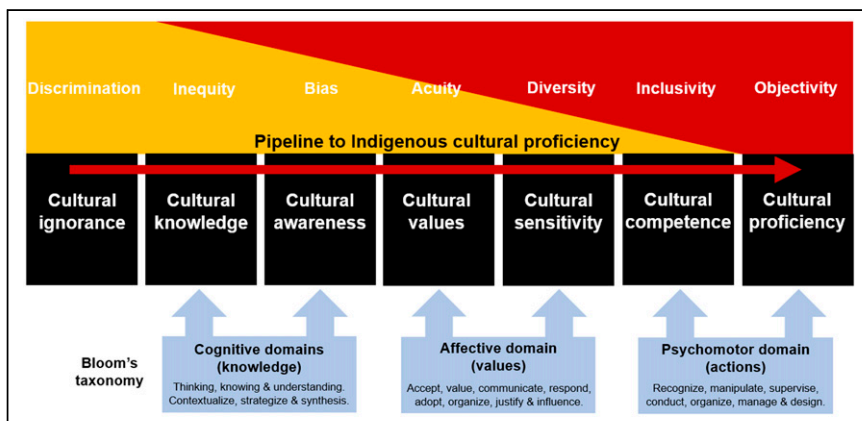 Discrimination Inequity Bias Acuity Diversity Inclusivity Objectivity
Pipeline to Indigenous cultural proficiency
Cultural ignorance
Cultural knowledge
Cultural awareness
Cultural values
Cultural sensitivity
Cultural competence
Cultural proficiency
Bloom's
taxonomy
Cognitive domains
(knowledge)
Thinking, knowing & understanding.
Contextualize, strategize & synthesis.
Affective domain
(values)
Accept, value, communicate, respond,
adopt, organize, justify & influence.
Psychomotor domain
(actions)
Recognize, manipulate, supervise,
conduct, organize, manage & design.